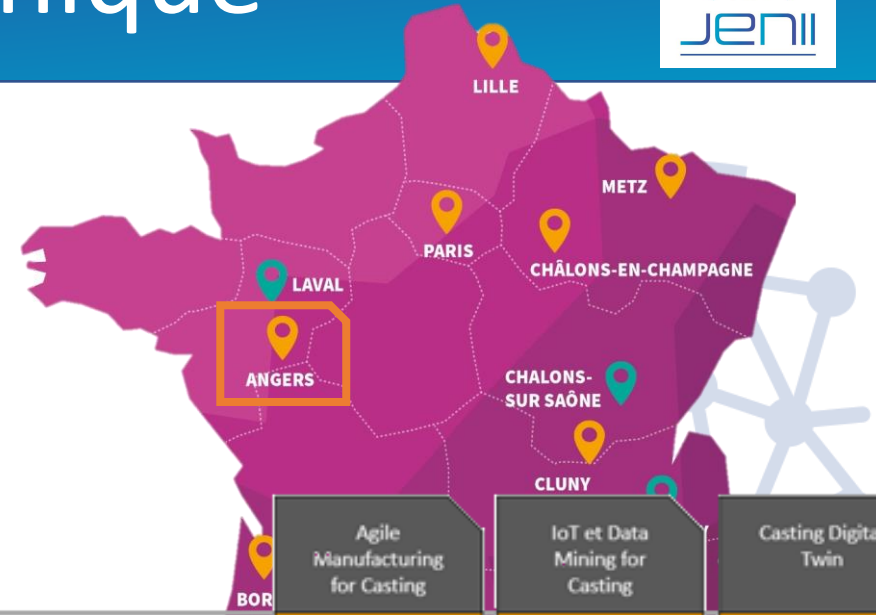 nique
JENII
LILLE
METZ
PARIS
CHÂLONS-EN-CHAMPAGNE
LAVAL
ANGERS
CHALONS-
SUR SAÔNE
CLUNY
BOR
Agile
Manufacturing
for Casting
IoT et Data
Mining for
Casting
Casting Digita
Twin